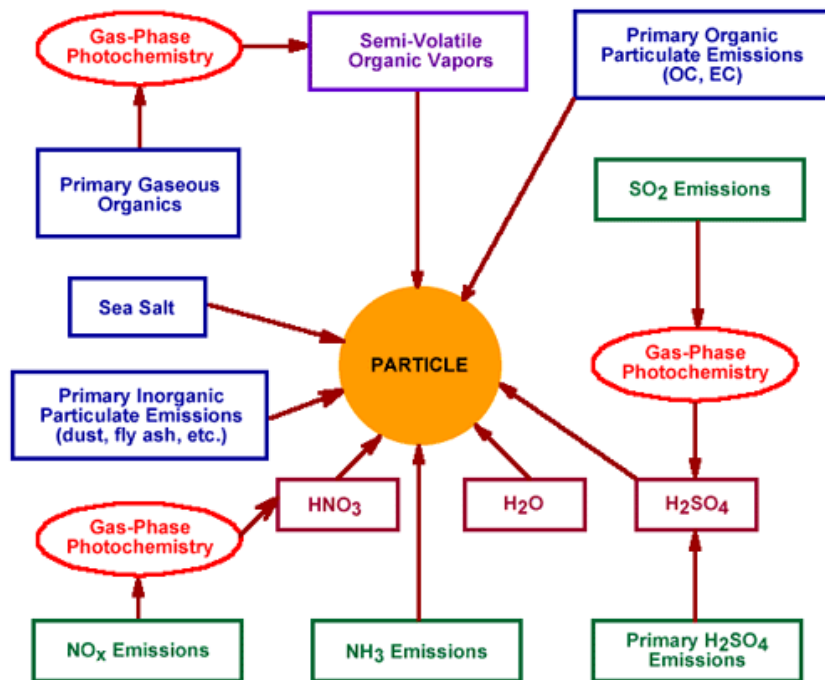 Gas-Phase
Photochemistry
Semi-Volatile
Organic Vapors
Primary Organic
Particulate Emissions
(OC, EC)
Primary Gaseous
Organics
SO2 Emissions
Sea Salt
PARTICLE
Gas-Phase
Photochemistry
Primary Inorganic
Particulate Emissions
(dust, fly ash, etc.)
HNO3
H2O
H2SO4
Gas-Phase
Photochemistry
NOx Emissions
NH3 Emissions
Primary H2SO4
Emissions